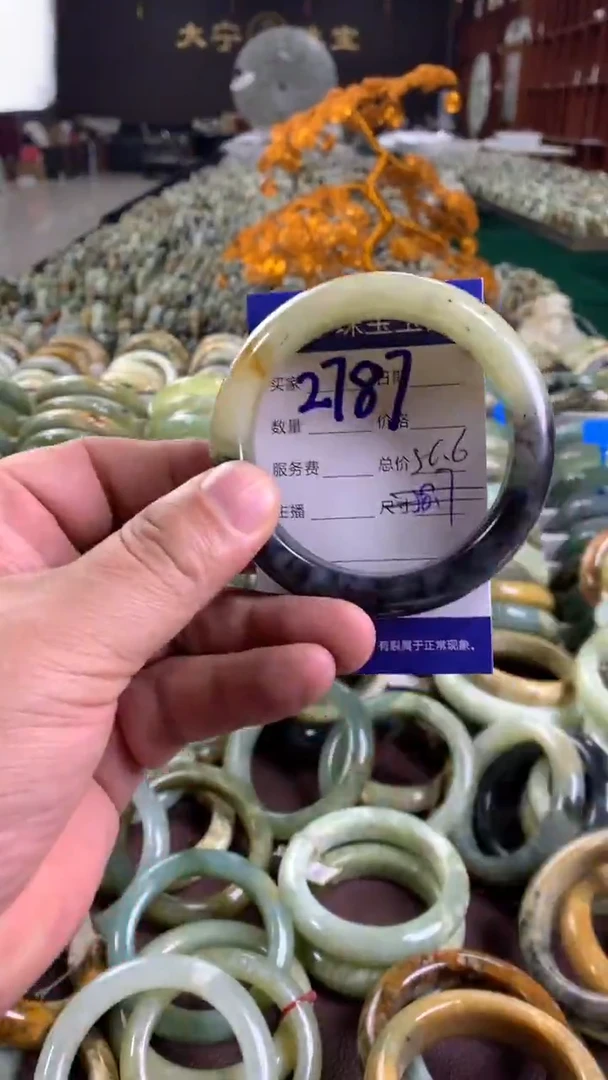 大宁 宝
珠宝玉
买家 日期
2787
数量 价格
服务费 总价 56.6
主播 尺寸
有裂属于正常现象、